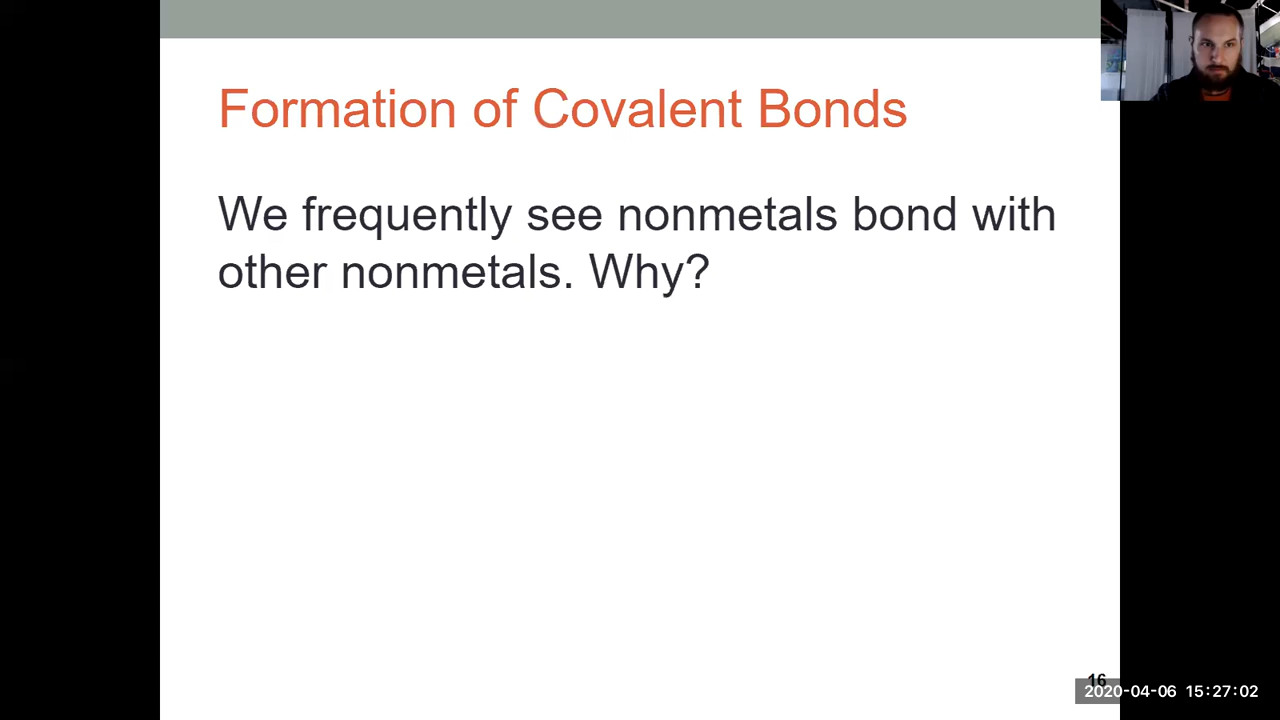 Formation of Covalent Bonds
We frequently see nonmetals bond with
other nonmetals. Why?
16
2020-04-06 15:27:02